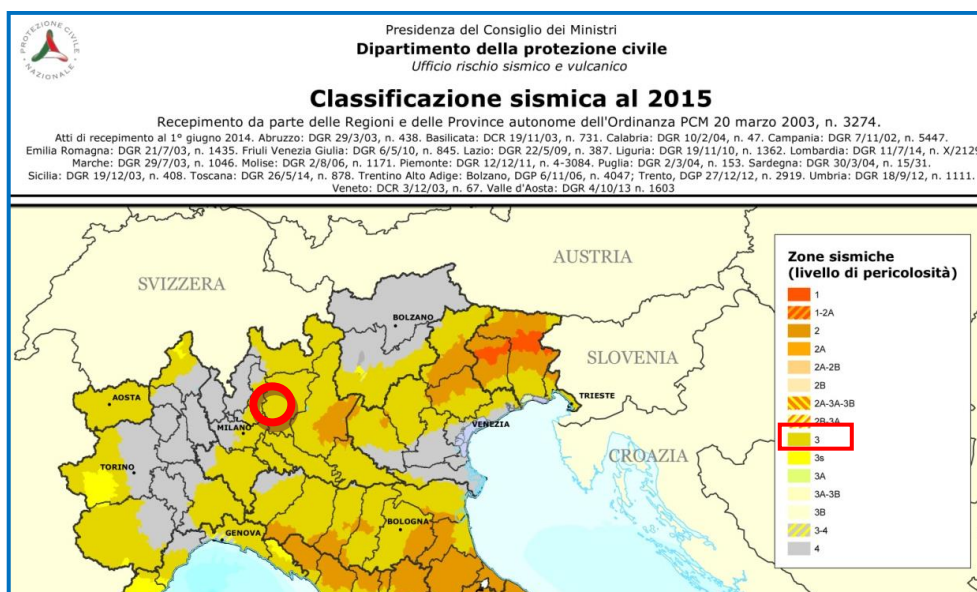 PROTEZIONE CIVILE
NAZIONALE
Presidenza del Consiglio dei Ministri
Dipartimento della protezione civile
Ufficio rischio sismico e vulcanico
Classificazione sismica al 2015
Recepimento da parte delle Regioni e delle Province autonome dell'Ordinanza PCM 20 marzo 2003, n. 3274.
Atti di recepimento al 1° giugno 2014. Abruzzo: DGR 29/3/03, n. 438. Basilicata: DCR 19/11/03, n. 731. Calabria: DGR 10/2/04, n. 47. Campania: DGR 7/11/02, n. 5447.
Emilia Romagna: DGR 21/7/03, n. 1435. Friuli Venezia Giulia: DGR 6/5/10, n. 845. Lazio: DGR 22/5/09, n. 387. Liguria: DGR 19/11/10, n. 1362. Lombardia: DGR 11/7/14, n. X/2129
Marche: DGR 29/7/03, n. 1046. Molise: DGR 2/8/06, n. 1171. Piemonte: DGR 12/12/11, n. 4-3084. Puglia: DGR 2/3/04, n. 153. Sardegna: DGR 30/3/04, n. 15/31.
Sicilia: DGR 19/12/03, n. 408. Toscana: DGR 26/5/14, n. 878. Trentino Alto Adige: Bolzano, DGP 6/11/06, n. 4047; Trento, DGP 27/12/12, n. 2919. Umbria: DGR 18/9/12, n. 1111.
Veneto: DCR 3/12/03, n. 67. Valle d'Aosta: DGR 4/10/13 n. 1603
AUSTRIA
SVIZZERA
BOLZANO
SLOVENIA
AOSTA
TRIESTE
MILANO
VENEZIA
CROAZIA
TORINO
BOLOGNA
GENOVA
Zone sismiche
(livello di pericolosità)
1
1-2A
2
2A
2A-2B
2B
2A-3A-3B
2B-3A
3
3s
3A
3A-3B
3B
3-4
4